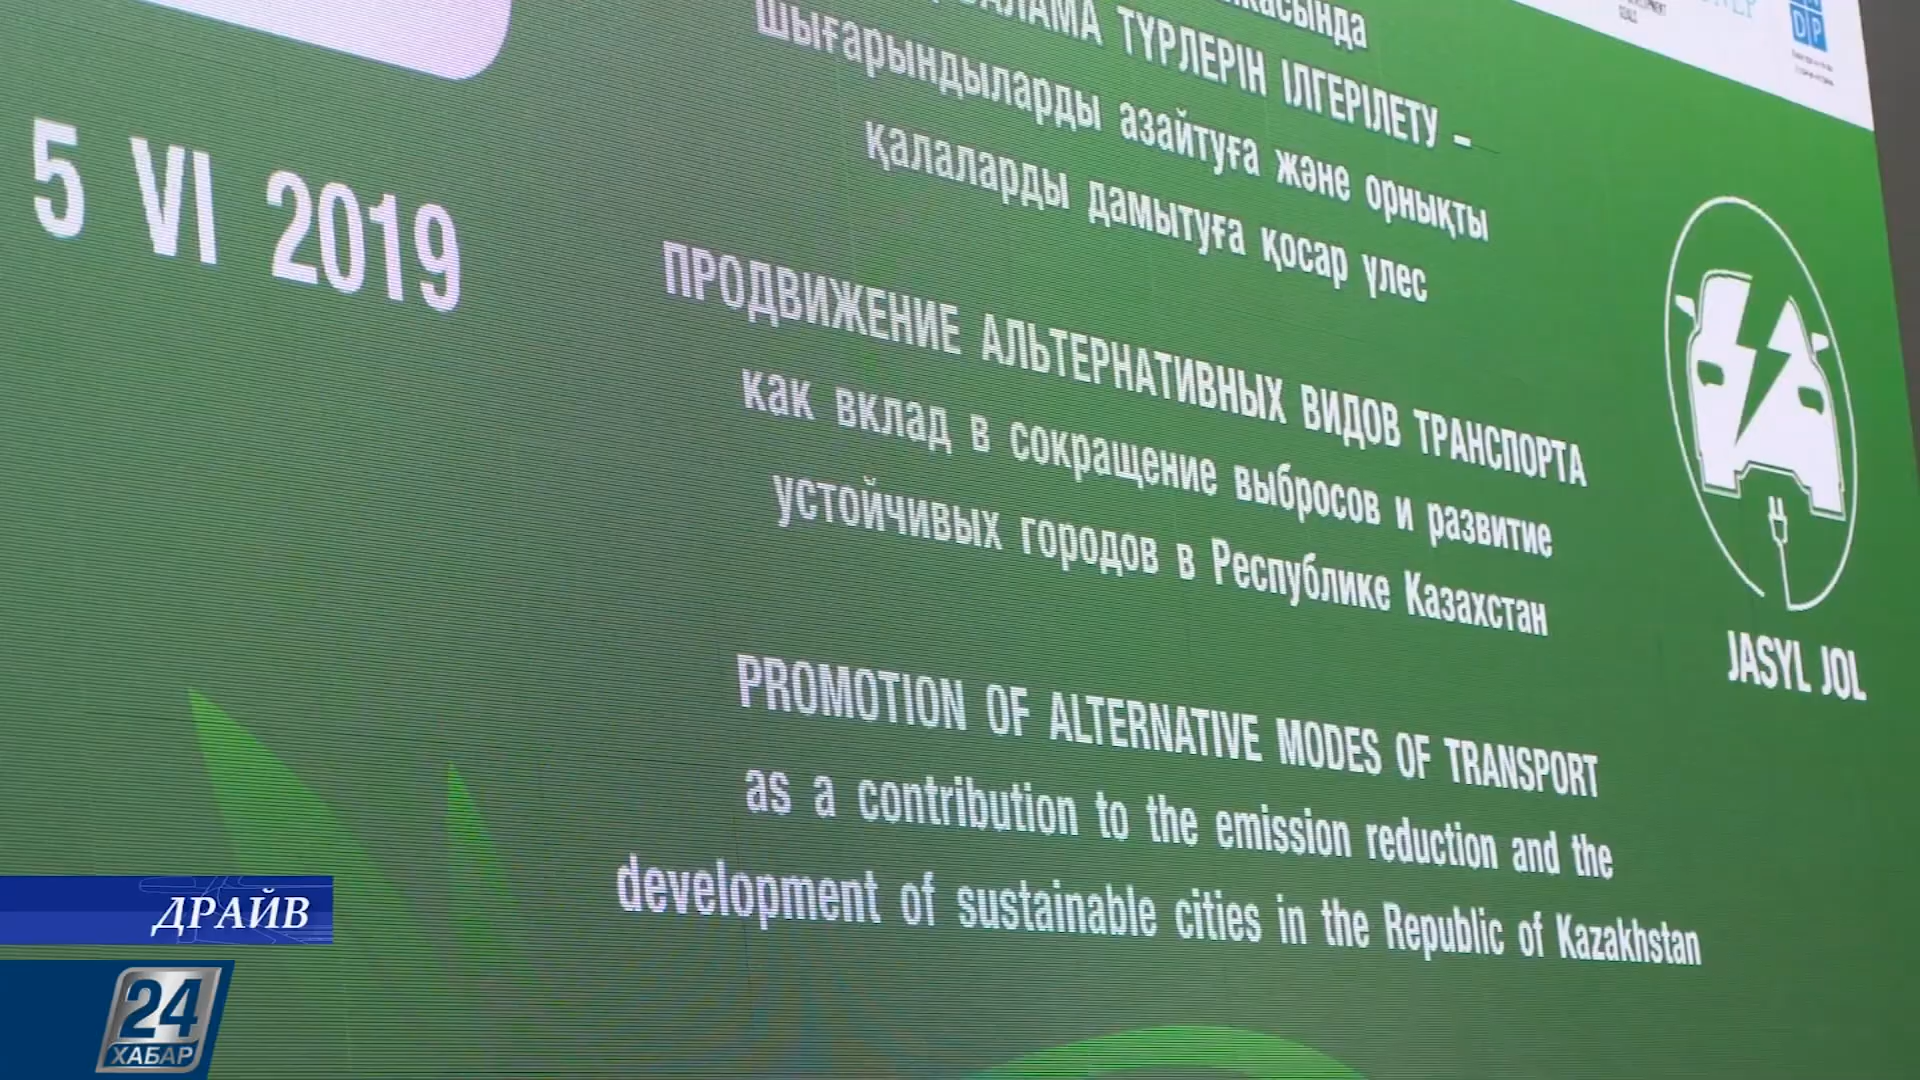 БАЛАМА ТҮРЛЕРІН ІЛГЕРІЛЕТУ –
шығарындыларды азайтуға және орнықты
қалаларды дамытуға қосар үлес
5 VI 2019
ПРОДВИЖЕНИЕ АЛЬТЕРНАТИВНЫХ ВИДОВ ТРАНСПОРТА
как вклад в сокращение выбросов и развитие
устойчивых городов в Республике Казахстан
JASYL JOL
PROMOTION OF ALTERNATIVE MODES OF TRANSPORT
as a contribution to the emission reduction and the
development of sustainable cities in the Republic of Kazakhstan
ДРАЙВ
24
ХАБАР